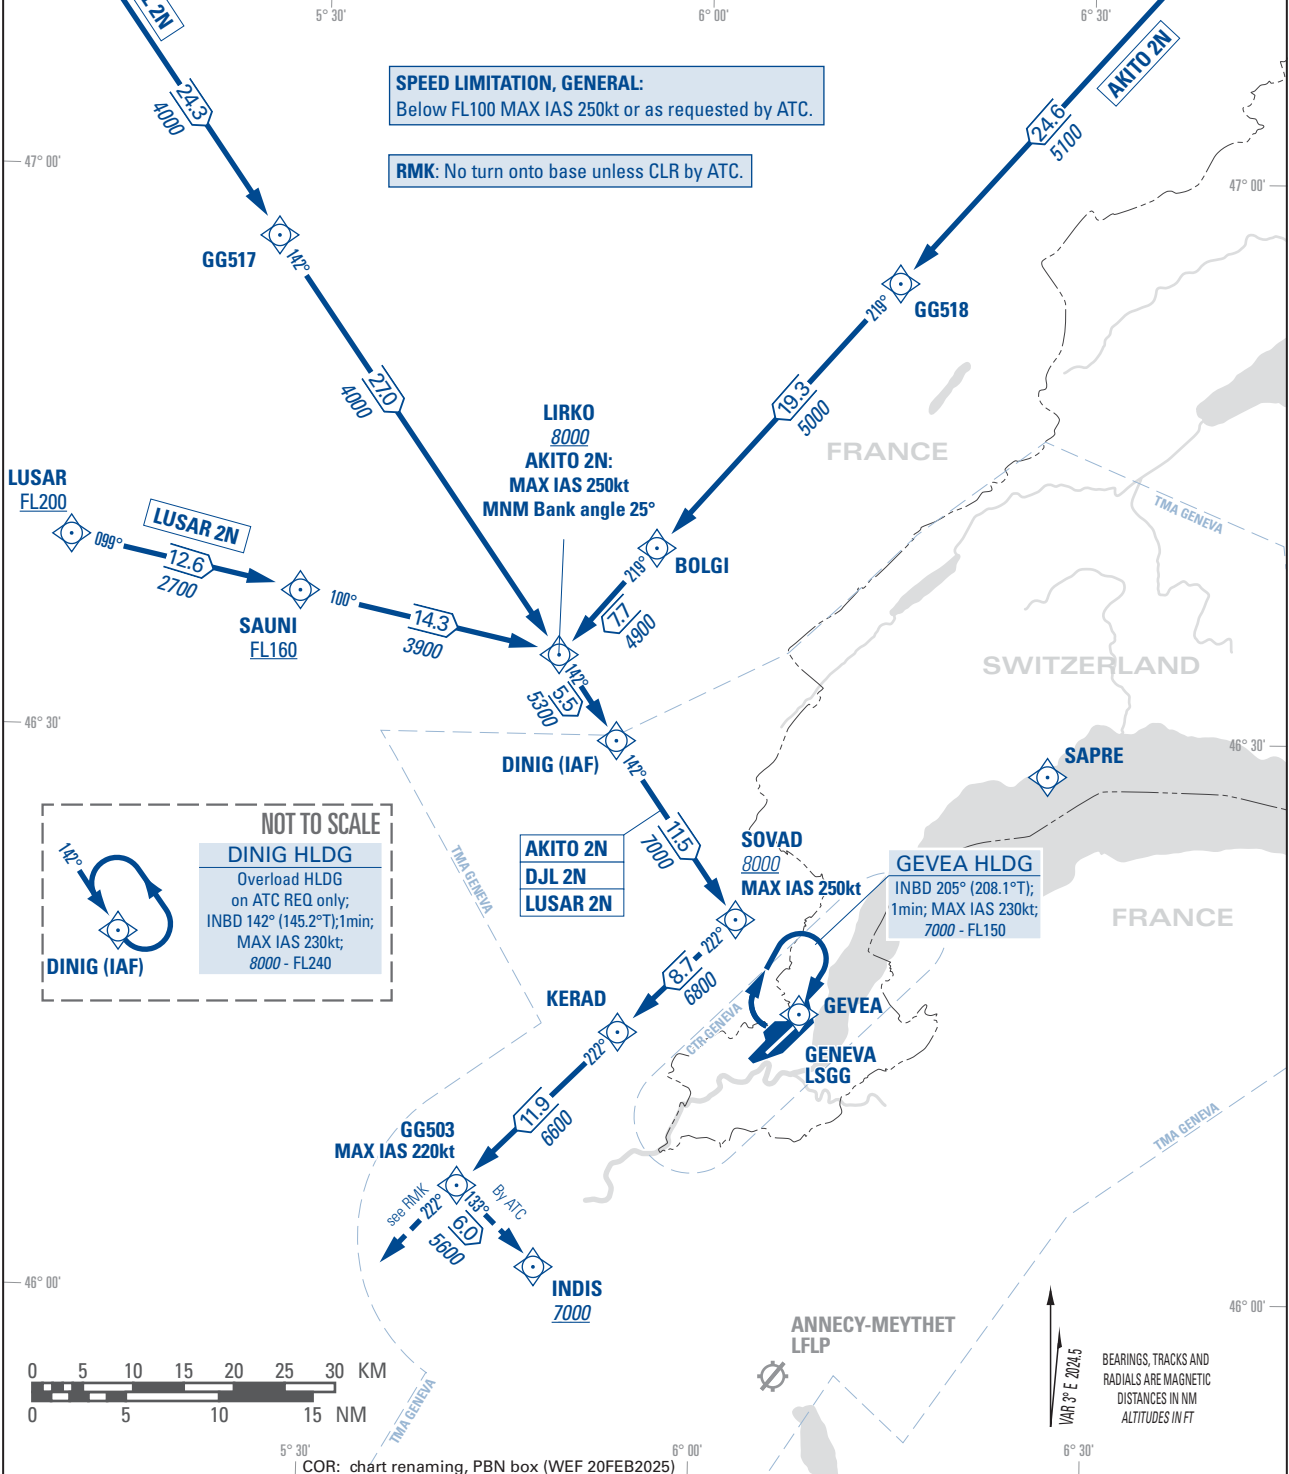 5° 30'
6° 00'
6° 30'
L 2N
AKITO 2N
SPEED LIMITATION, GENERAL:
Below FL100 MAX IAS 250kt or as requested by ATC.
24.3
4000
24.6
5100
47° 00'
RMK: No turn onto base unless CLR by ATC.
47° 00'
GG517
142°
219°
GG518
27.0
4000
19.3
5000
LIRKO
8000
AKITO 2N:
MAX IAS 250kt
MNM Bank angle 25°
FRANCE
LUSAR
FL200
LUSAR 2N
TMA GENEVA
099°
12.6
2700
219°
BOLGI
100°
SAUNI
FL160
14.3
3900
7.7
4900
SWITZERLAND
142°
5.5
5300
46° 30'
46° 30'
DINIG (IAF)
142°
SAPRE
NOT TO SCALE
DINIG HLDG
Overload HLDG
on ATC REQ only;
INBD 142° (145.2°T);1min;
MAX IAS 230kt;
8000 - FL240
142°
DINIG (IAF)
TMA GENEVA
AKITO 2N
DJL 2N
LUSAR 2N
11.5
7000
SOVAD
8000
MAX IAS 250kt
GEVEA HLDG
INBD 205° (208.1°T);
1min; MAX IAS 230kt;
7000 - FL150
FRANCE
222°
8.7
6800
KERAD
GEVEA
CTR GENEVA
222°
GENEVA
LSGG
11.9
6600
GG503
MAX IAS 220kt
TMA GENEVA
see RMK
222°
133°
By ATC
6.0
5600
46° 00'
INDIS
7000
46° 00'
ANNECY-MEYTHET
LFLP
VAR 3° E 2024.5
BEARINGS, TRACKS AND
RADIALS ARE MAGNETIC
DISTANCES IN NM
ALTITUDES IN FT
0 5 10 15 20 25 30 KM
0 5 10 15 NM
TMA GENEVA
5° 30'
6° 00'
6° 30'
COR: chart renaming, PBN box (WEF 20FEB2025)